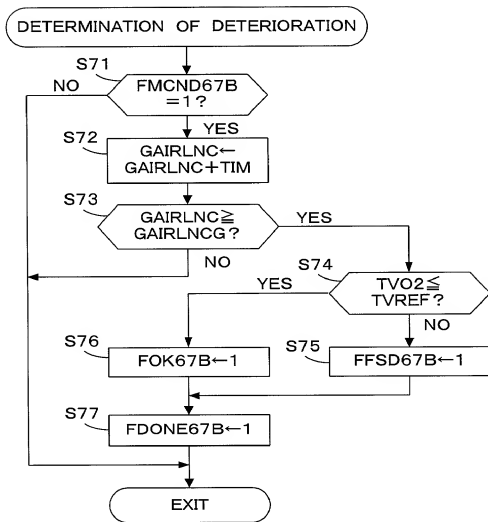 DETERMINATION OF DETERIORATION
S71
NO
FMCND67B
=1?
YES
S72
GAIRLNC←
GAIRLNC+TIM
S73
GAIRLNC≧
GAIRLNCG?
YES
NO
S74
TVO2≦
TVREF?
YES
NO
S76
FOK67B←1
S75
FFSD67B←1
S77
FDONE67B←1
EXIT